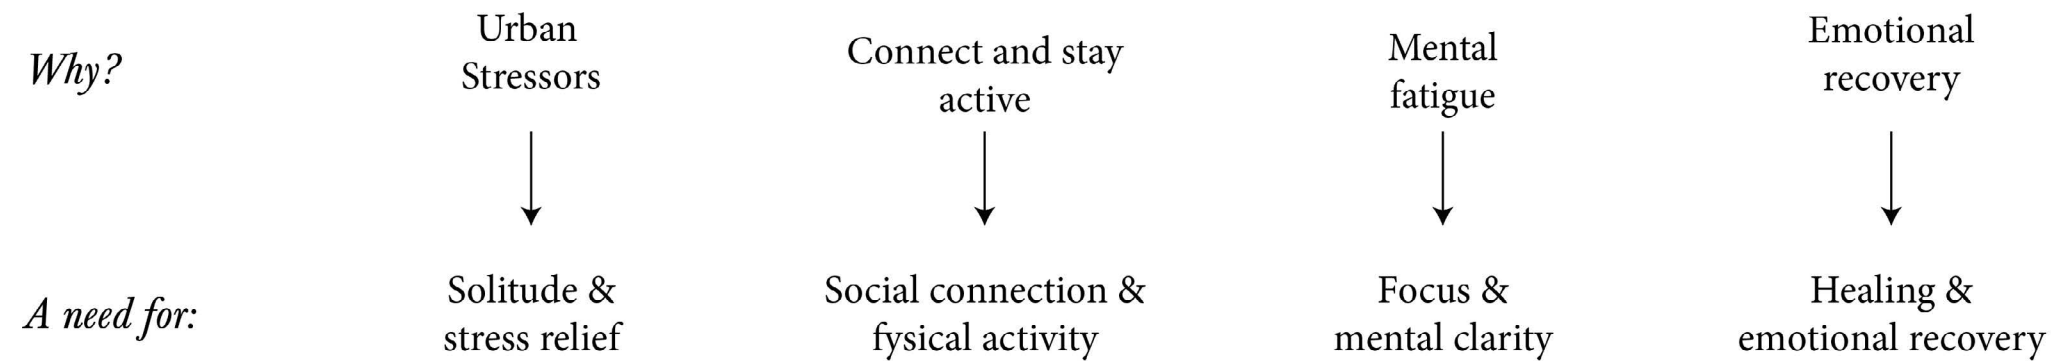 Why?
Urban
Stressors
Connect and stay
active
Mental
fatigue
Emotional
recovery
A need for:
Solitude &
stress relief
Social connection &
fysical activity
Focus &
mental clarity
Healing &
emotional recovery